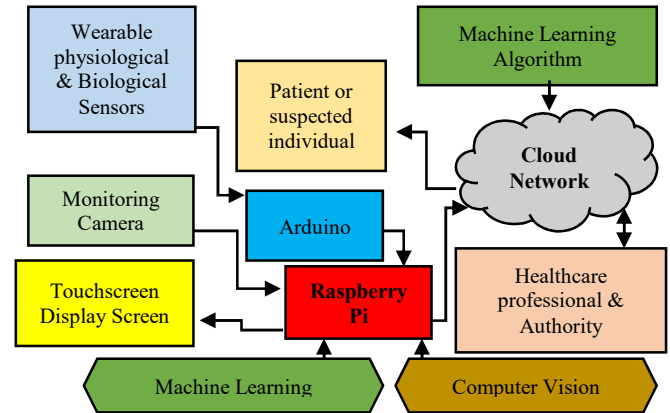 Wearable
physiological
& Biological
Sensors
Machine Learning
Algorithm
Patient or
suspected
individual
Cloud
Network
Monitoring
Camera
Arduino
Touchscreen
Display Screen
Raspberry
Pi
Healthcare
professional &
Authority
Machine Learning
Computer Vision